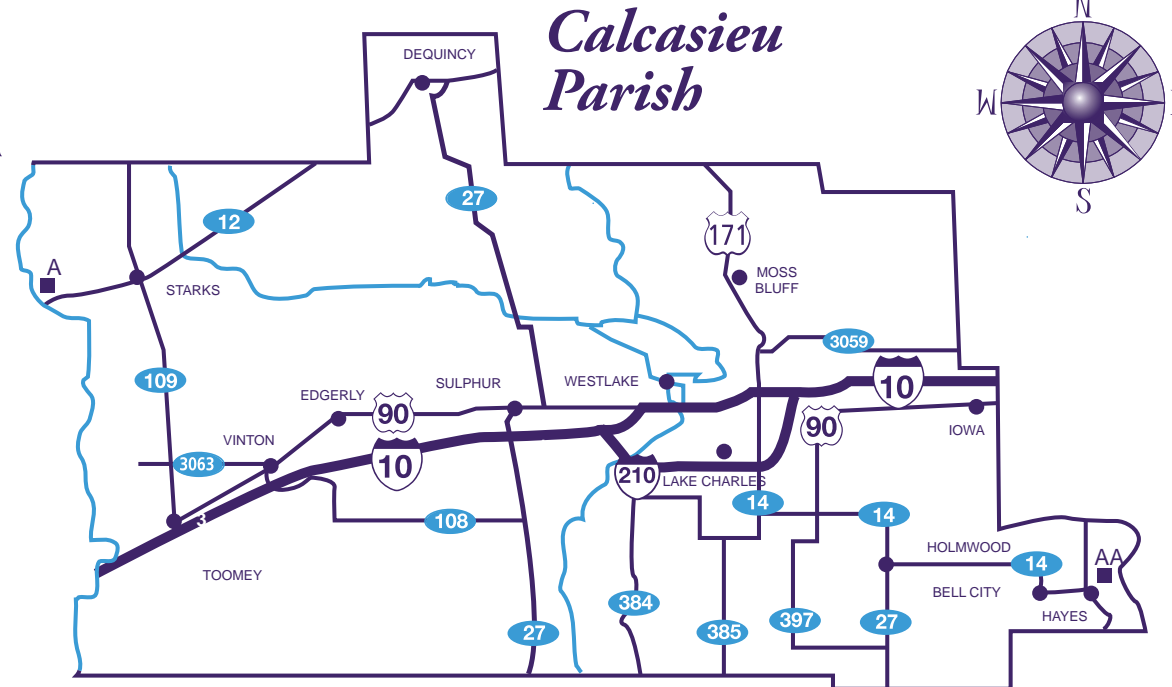 Calcasieu
Parish
N
W
S
DEQUINCY
27
12
171
A
STARKS
MOSS
BLUFF
3059
109
EDGERLY
SULPHUR
WESTLAKE
10
90
90
IOWA
VINTON
3063
10
210
LAKE CHARLES
14
14
3
108
TOOMEY
HOLMWOOD
14
AA
BELL CITY
HAYES
384
27
385
397
27